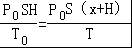 P₀SH/T₀ = P₀S（x+H）/T